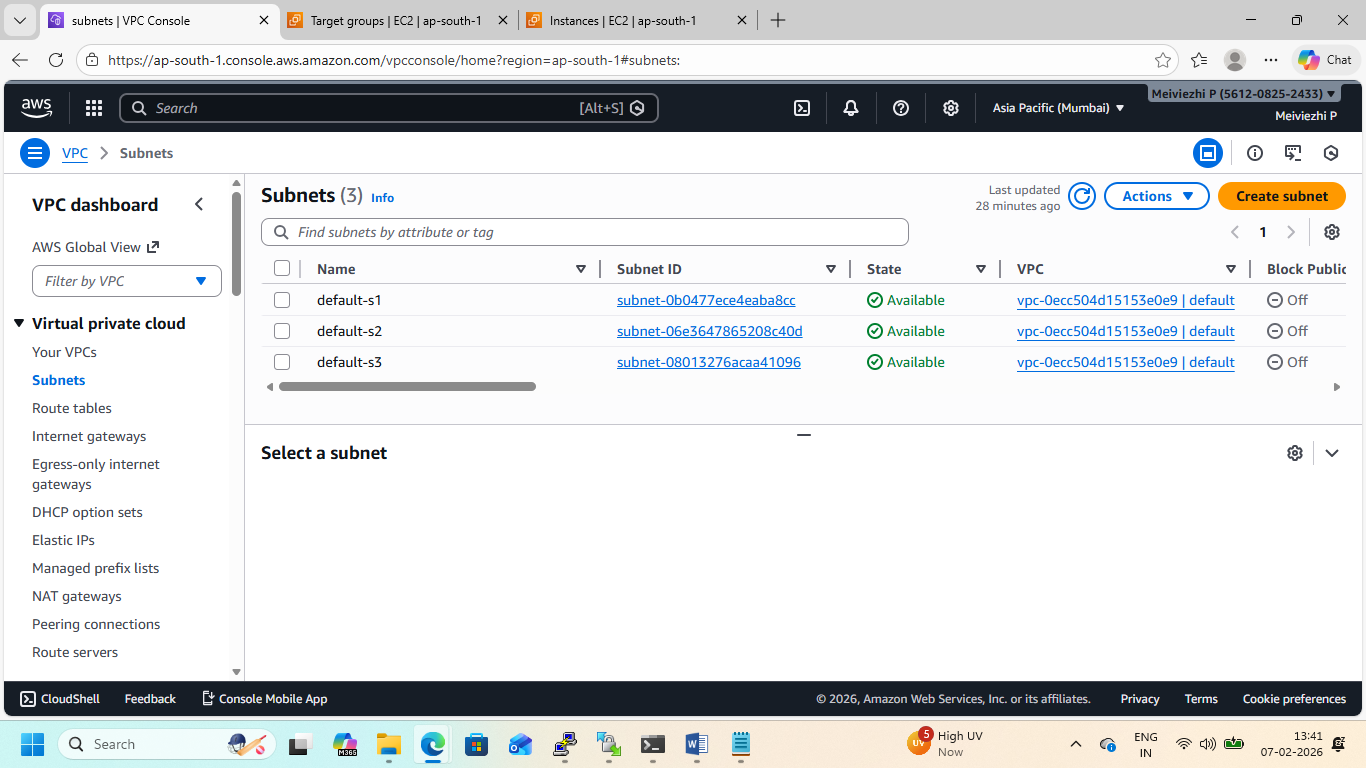 subnets | VPC Console
Target groups | EC2 | ap-south-1
Instances | EC2 | ap-south-1
https://ap-south-1.console.aws.amazon.com/vpcconsole/home?region=ap-south-1#subnets:
Chat
aws
Search
[Alt+S]
Asia Pacific (Mumbai)
Meiviezhi P (5612-0825-2433)
Meiviezhi P
VPC
Subnets
VPC dashboard
AWS Global View
Filter by VPC
Virtual private cloud
Your VPCs
Subnets
Route tables
Internet gateways
Egress-only internet
gateways
DHCP option sets
Elastic IPs
Managed prefix lists
NAT gateways
Peering connections
Route servers
Subnets (3) Info
Last updated
28 minutes ago
Actions
Create subnet
Find subnets by attribute or tag
1
Name Subnet ID State VPC Block Public
default-s1 subnet-0b0477ece4eaba8cc Available vpc-0ecc504d15153e0e9 | default Off
default-s2 subnet-06e3647865208c40d Available vpc-0ecc504d15153e0e9 | default Off
default-s3 subnet-08013276acaa41096 Available vpc-0ecc504d15153e0e9 | default Off
Select a subnet
CloudShell Feedback Console Mobile App © 2026, Amazon Web Services, Inc. or its affiliates. Privacy Terms Cookie preferences
Search
M365
UV
5
High UV
Now
ENG
IN
13:41
07-02-2026